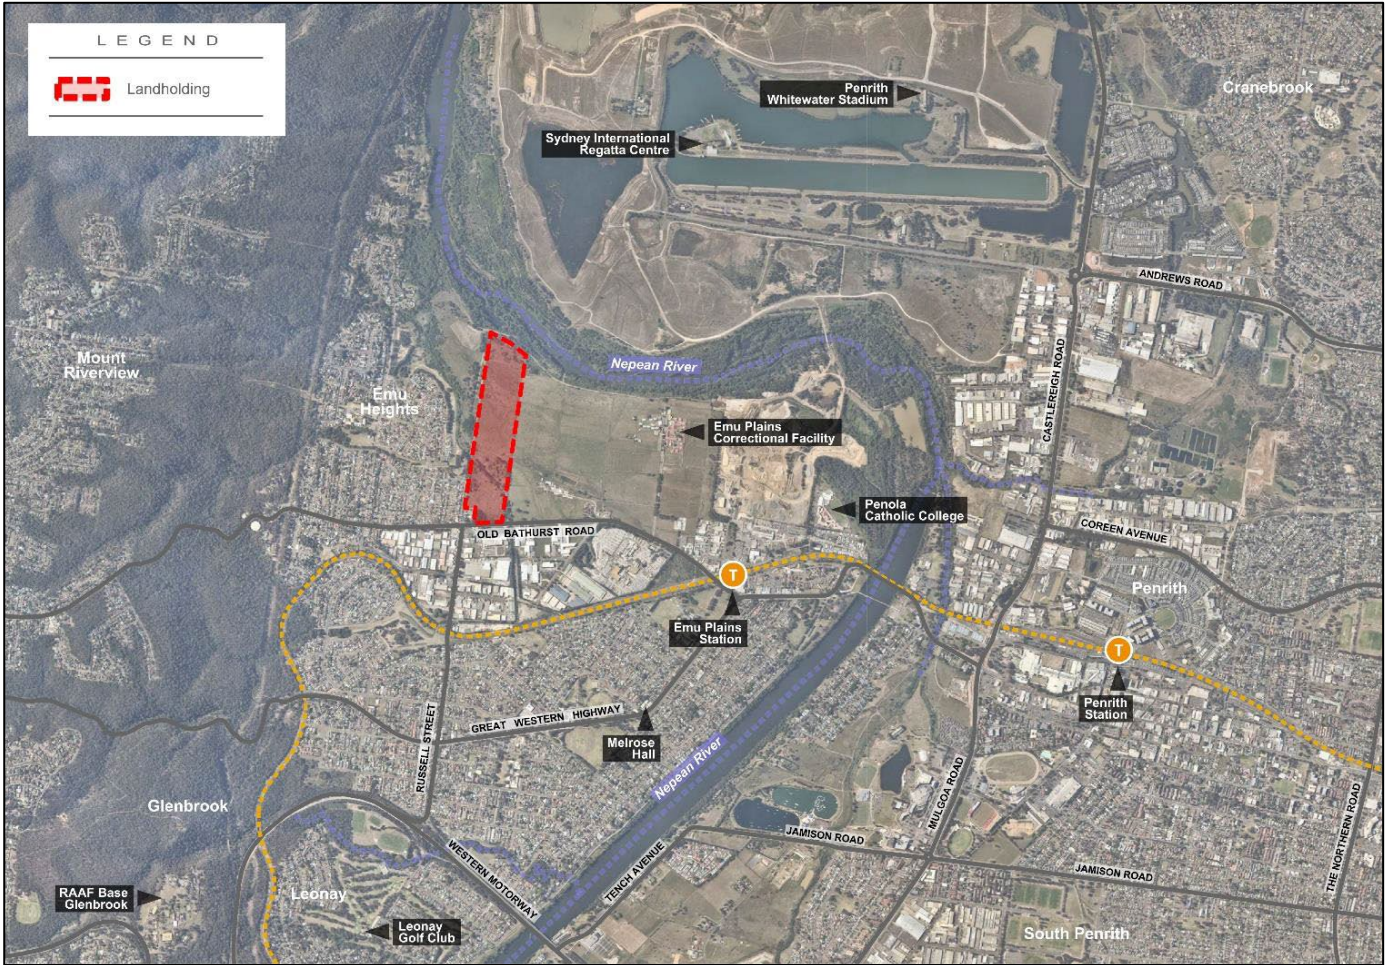 LEGEND
Landholding
Penrith
Whitewater Stadium
Cranebrook
Sydney International
Regatta Centre
ANDREWS ROAD
Mount
Riverview
Nepean River
CASTLEREIGH ROAD
Emu
Heights
Emu Plains
Correctional Facility
Penola
Catholic College
OLD BATHURST ROAD
COREEN AVENUE
T
Penrith
Emu Plains
Station
T
Penrith
Station
GREAT WESTERN HIGHWAY
RUSSELL STREET
Melrose
Hall
Nepean River
Glenbrook
MULGOA ROAD
THE NORTHERN ROAD
JAMISON ROAD
WESTERN MOTORWAY
TENCH AVENUE
JAMISON ROAD
RAAF Base
Glenbrook
Leonay
Leonay
Golf Club
South Penrith